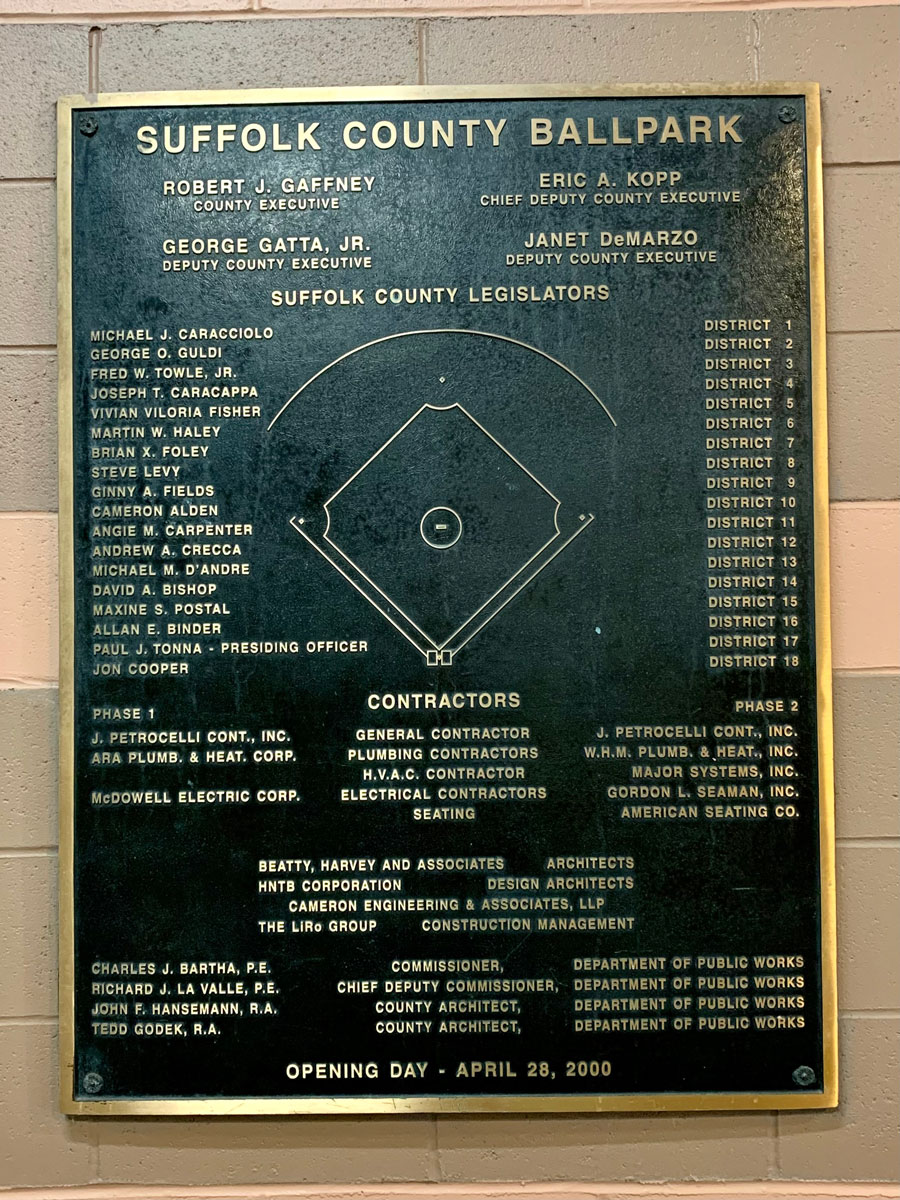 SUFFOLK COUNTY BALLPARK
ROBERT J. GAFFNEY ERIC A. KOPP
COUNTY EXECUTIVE CHIEF DEPUTY COUNTY EXECUTIVE
GEORGE GATTA, JR. JANET DeMARZO
DEPUTY COUNTY EXECUTIVE DEPUTY COUNTY EXECUTIVE
SUFFOLK COUNTY LEGISLATORS
MICHAEL J. CARACCIOLO DISTRICT 1
GEORGE O. GULDI DISTRICT 2
FRED W. TOWLE, JR. DISTRICT 3
JOSEPH T. CARACAPPA DISTRICT 4
VIVIAN VILORIA FISHER DISTRICT 5
MARTIN W. HALEY DISTRICT 6
BRIAN X. FOLEY DISTRICT 7
STEVE LEVY DISTRICT 8
GINNY A. FIELDS DISTRICT 9
CAMERON ALDEN DISTRICT 10
ANGIE M. CARPENTER DISTRICT 11
ANDREW A. CRECCA DISTRICT 12
MICHAEL M. D'ANDRE DISTRICT 13
DAVID A. BISHOP DISTRICT 14
MAXINE S. POSTAL DISTRICT 15
ALLAN E. BINDER DISTRICT 16
PAUL J. TONNA - PRESIDING OFFICER DISTRICT 17
JON COOPER DISTRICT 18
CONTRACTORS
PHASE 1 PHASE 2
J. PETROCELLI CONT., INC. GENERAL CONTRACTOR J. PETROCELLI CONT., INC.
ARA PLUMB. & HEAT. CORP. PLUMBING CONTRACTORS W.H.M. PLUMB. & HEAT., INC.
H.V.A.C. CONTRACTOR MAJOR SYSTEMS, INC.
McDOWELL ELECTRIC CORP. ELECTRICAL CONTRACTORS GORDON L. SEAMAN, INC.
SEATING AMERICAN SEATING CO.
BEATTY, HARVEY AND ASSOCIATES ARCHITECTS
HNTB CORPORATION DESIGN ARCHITECTS
CAMERON ENGINEERING & ASSOCIATES, LLP
THE LiRo GROUP CONSTRUCTION MANAGEMENT
CHARLES J. BARTHA, P.E. COMMISSIONER, DEPARTMENT OF PUBLIC WORKS
RICHARD J. LA VALLE, P.E. CHIEF DEPUTY COMMISSIONER, DEPARTMENT OF PUBLIC WORKS
JOHN F. HANSEMANN, R.A. COUNTY ARCHITECT, DEPARTMENT OF PUBLIC WORKS
TEDD GODEK, R.A. COUNTY ARCHITECT, DEPARTMENT OF PUBLIC WORKS
OPENING DAY - APRIL 28, 2000